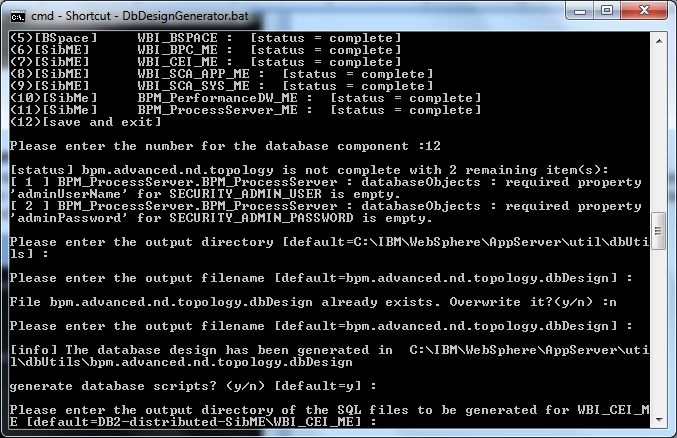 cmd - Shortcut - DbDesignGenerator.bat
(5)[BSpace] WBI_BSPACE : [status = complete]
(6)[SibME] WBI_BPC_ME : [status = complete]
(7)[SibME] WBI_CEI_ME : [status = complete]
(8)[SibME] WBI_SCA_APP_ME : [status = complete]
(9)[SibME] WBI_SCA_SYS_ME : [status = complete]
(10)[SibMe] BPM_PerformanceDW_ME : [status = complete]
(11)[SibMe] BPM_ProcessServer_ME : [status = complete]
(12)[save and exit]
Please enter the number for the database component :12
[status] bpm.advanced.nd.topology is not complete with 2 remaining item(s):
[ 1 ] BPM_ProcessServer.BPM_ProcessServer : databaseObjects : required property
'adminUserName' for SECURITY_ADMIN_USER is empty.
[ 2 ] BPM_ProcessServer.BPM_ProcessServer : databaseObjects : required property
'adminPassword' for SECURITY_ADMIN_PASSWORD is empty.
Please enter the output directory [default=C:\IBM\WebSphere\AppServer\util\dbUti
ls] :
Please enter the output filename [default=bpm.advanced.nd.topology.dbDesign] :
File bpm.advanced.nd.topology.dbDesign already exists. Overwrite it?(y/n) :n
Please enter the output filename [default=bpm.advanced.nd.topology.dbDesign] :
[info] The database design has been generated in C:\IBM\WebSphere\AppServer\uti
l\dbUtils\bpm.advanced.nd.topology.dbDesign
generate database scripts? (y/n) [default=y] :
Please enter the output directory of the SQL files to be generated for WBI_CEI_M
E [default=DB2-distributed-SibME\WBI_CEI_ME] :